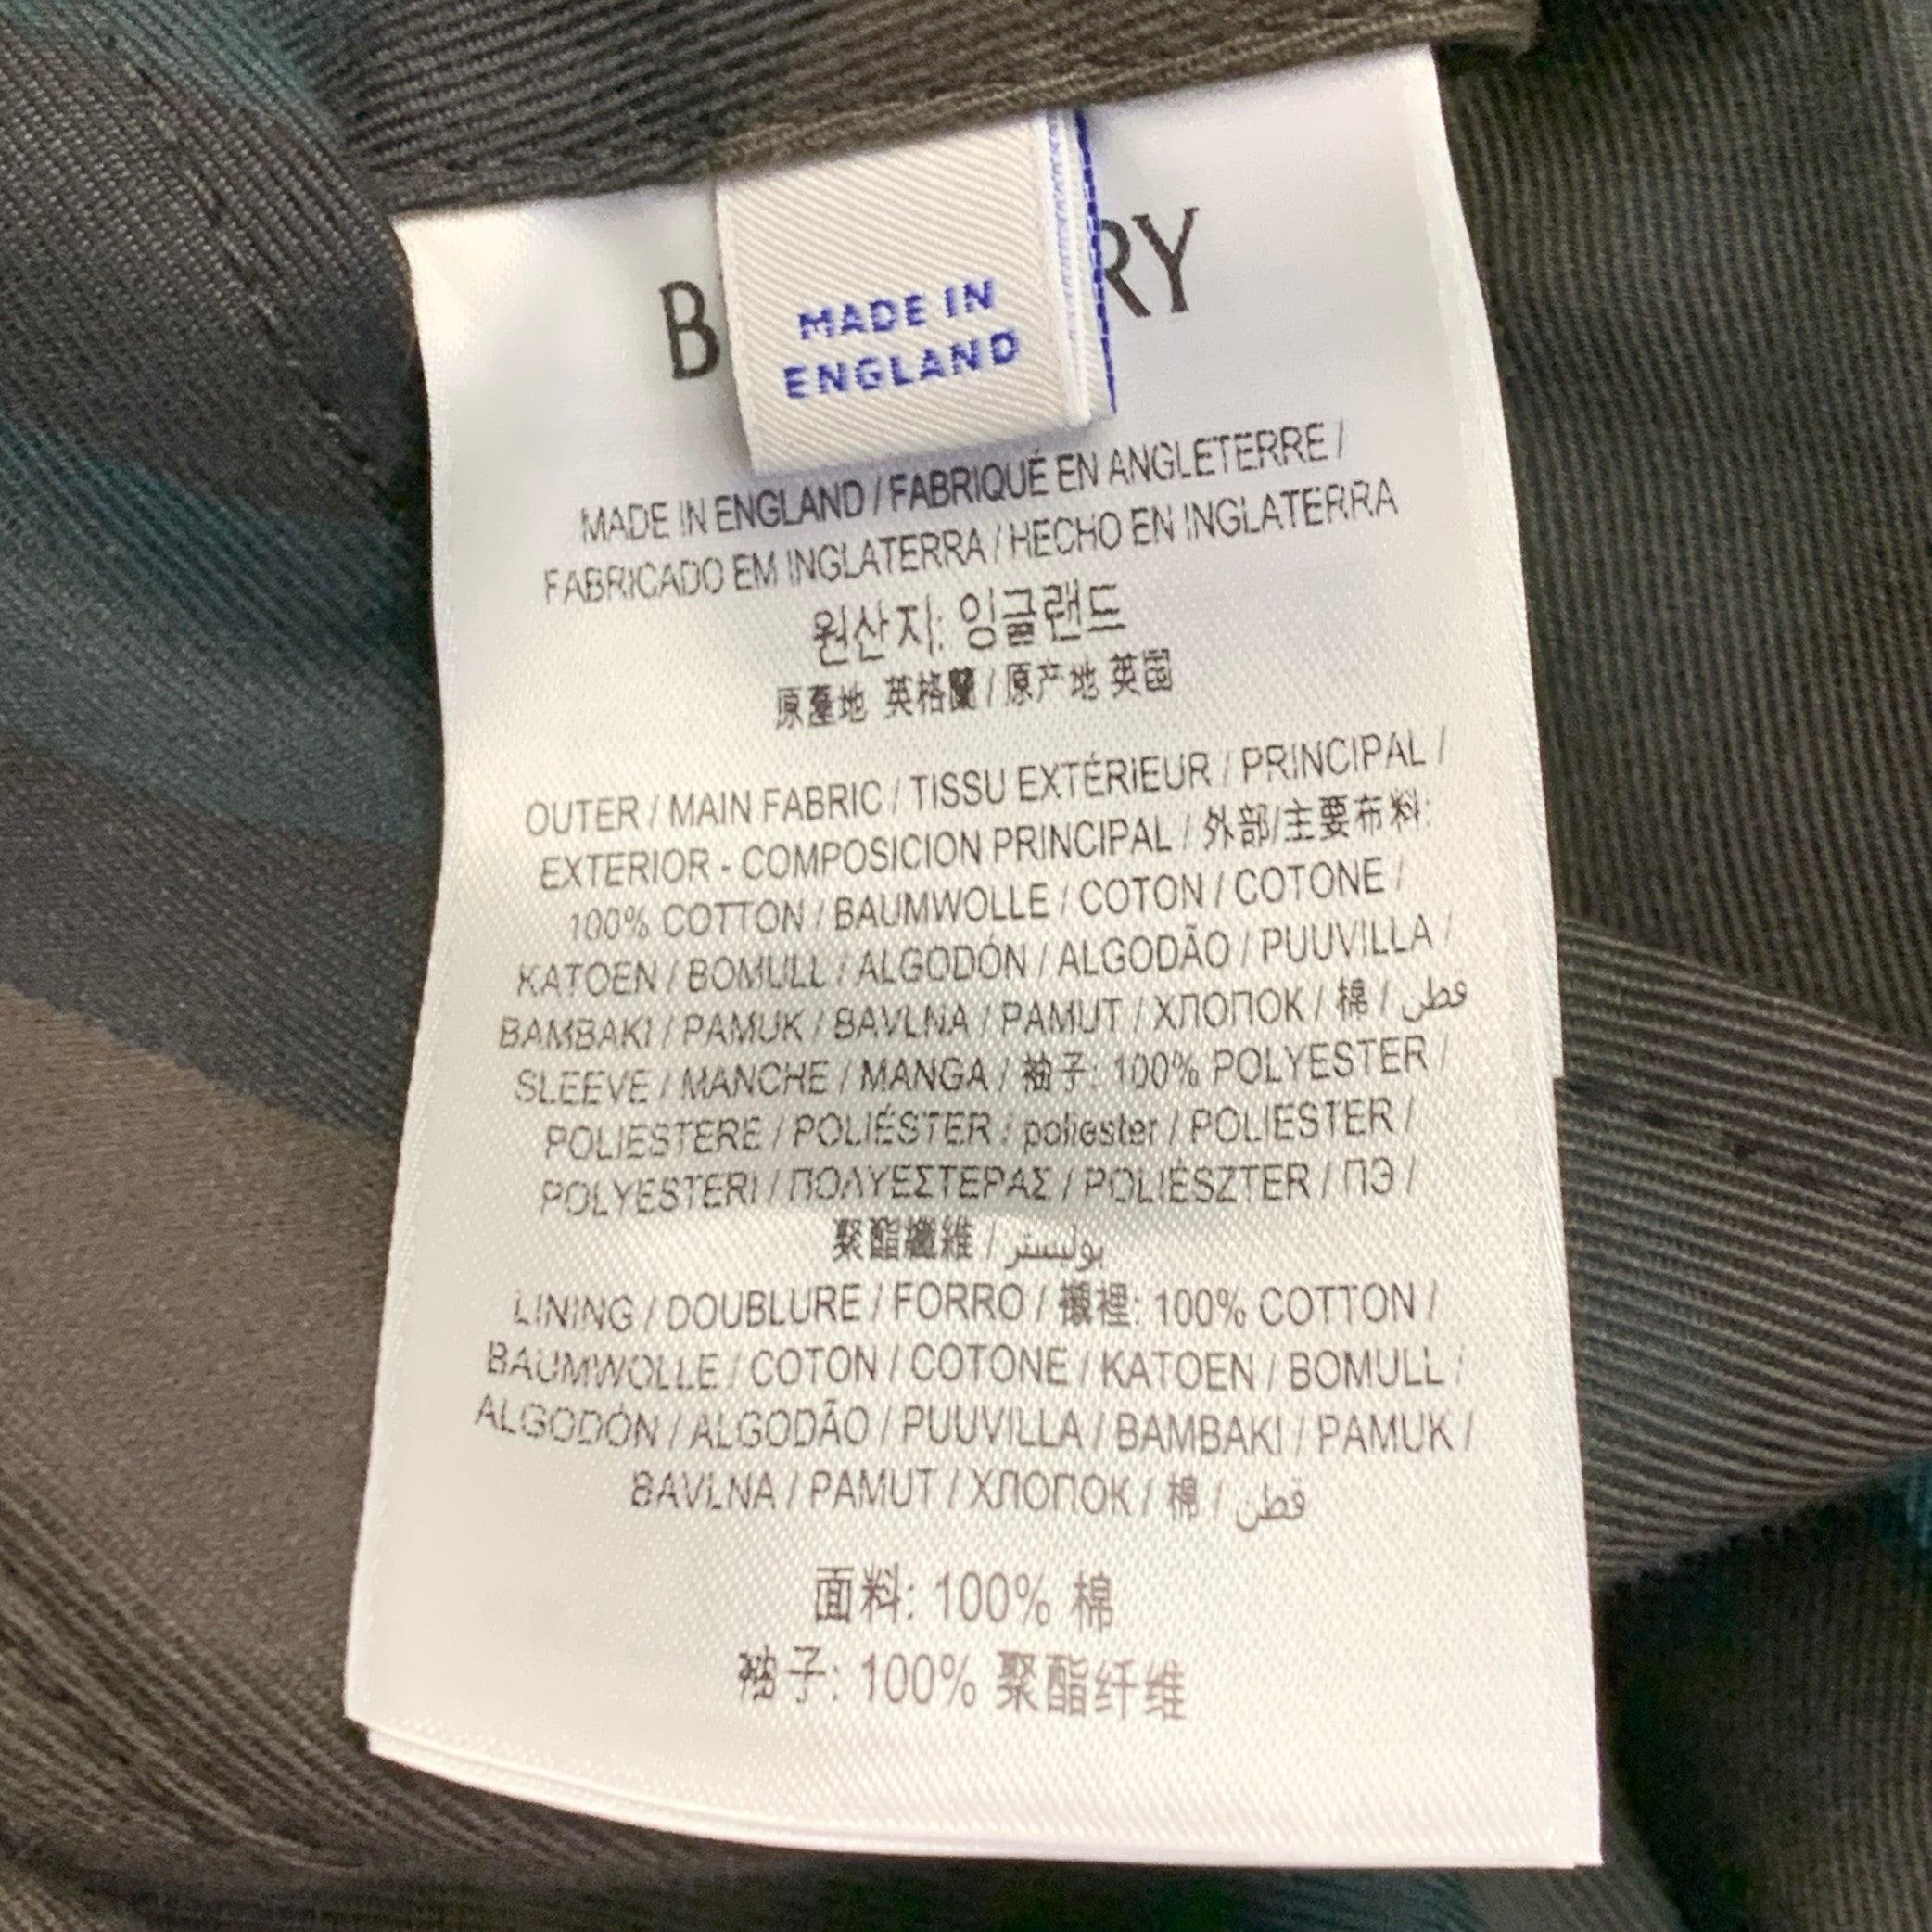 B RY
MADE IN
ENGLAND
MADE IN ENGLAND / FABRIQUÉ EN ANGLETERRE /
FABRICADO EM INGLATERRA / HECHO EN INGLATERRA
원산지: 잉글랜드
原產地 英格蘭 / 原产地 英国
OUTER / MAIN FABRIC / TISSU EXTÉRIEUR / PRINCIPAL /
EXTERIOR - COMPOSICION PRINCIPAL / 外部/主要布料:
100% COTTON / BAUMWOLLE / COTON / COTONE /
KATOEN / BOMULL / ALGODÓN / ALGODÃO / PUUVILLA /
BAMBAKI / PAMUK / BAVLNA / PAMUT / ХЛОПОК / 棉 / قطن
SLEEVE / MANCHE / MANGA / 袖子: 100% POLYESTER /
POLIESTERE / POLIÉSTER / poliester / POLIESTER /
POLYESTERI / ΠΟΛΥΕΣΤΕΡΑΣ / POLIÉSZTER / ПЭ /
聚酯纖維 / بوليستر
LINING / DOUBLURE / FORRO / 襯裡: 100% COTTON /
BAUMWOLLE / COTON / COTONE / KATOEN / BOMULL /
ALGODÓN / ALGODÃO / PUUVILLA / BAMBAKI / PAMUK /
BAVLNA / PAMUT / ХЛОПОК / 棉 / قطن
面料: 100% 棉
袖子: 100% 聚酯纤维